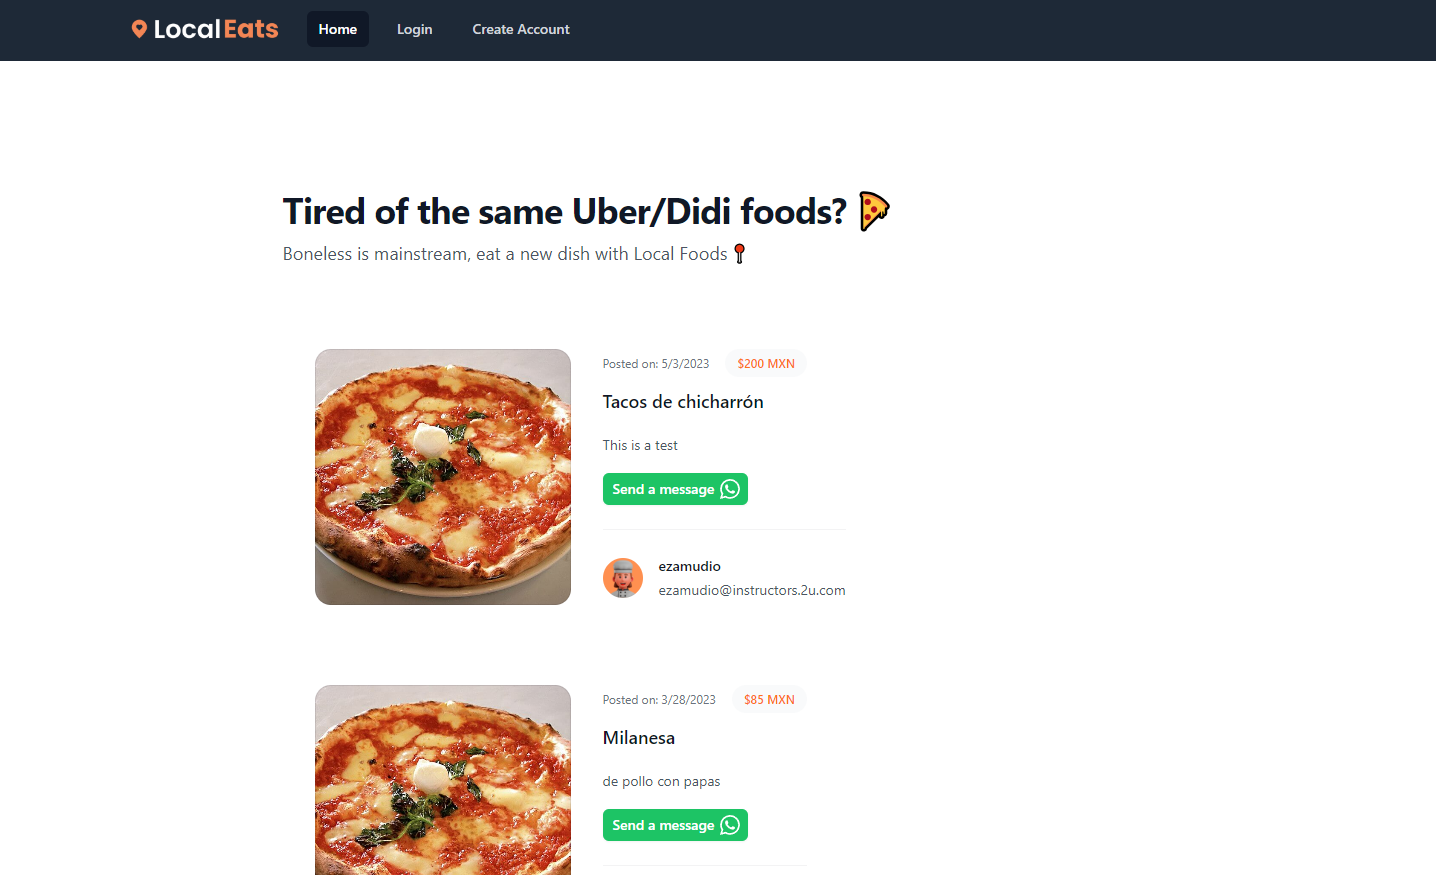 LocalEats Home Login Create Account
Tired of the same Uber/Didi foods? 🍕
Boneless is mainstream, eat a new dish with Local Foods 📍
Posted on: 5/3/2023 $200 MXN
Tacos de chicharrón
This is a test
Send a message
ezamudio
ezamudio@instructors.2u.com
Posted on: 3/28/2023 $85 MXN
Milanesa
de pollo con papas
Send a message